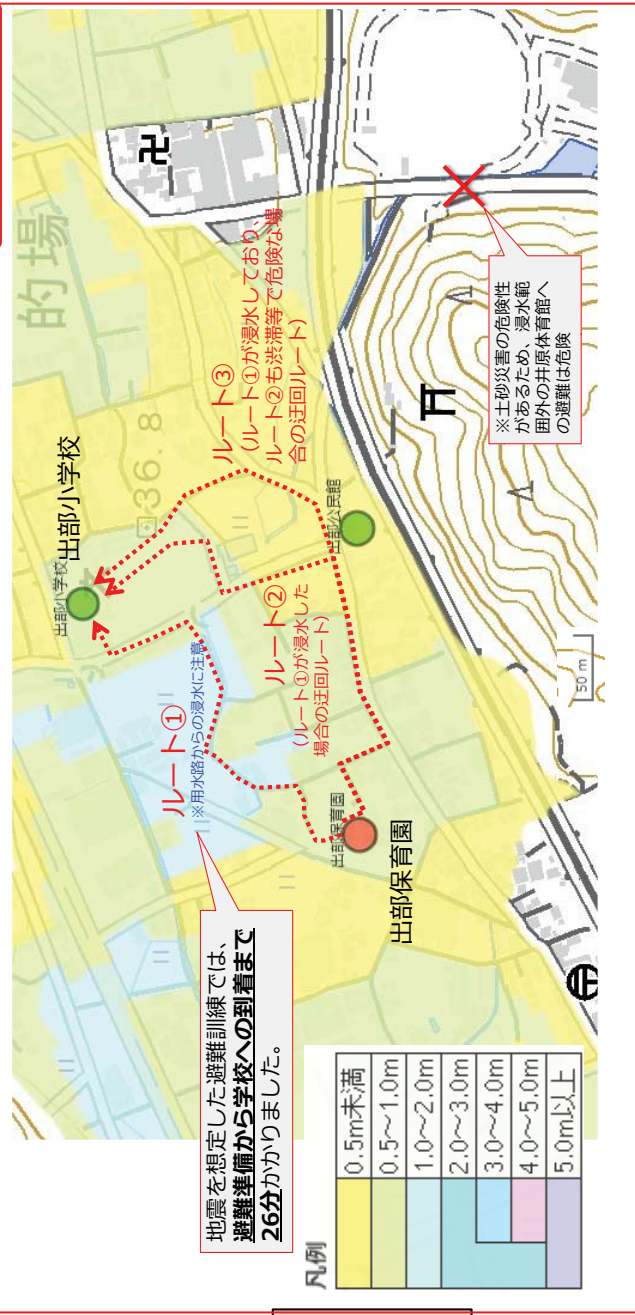 的場
出部小学校
出部小学校
36.8
ルート①
※用水路からの浸水に注意
ルート②
(ルート①が浸水した
場合の迂回ルート)
ルート③
(ルート①が浸水しており、
ルート②も渋滞等で危険な場
合の迂回ルート)
出部公民館
出部保育園
出部保育園
地震を想定した避難訓練では、
避難準備から学校への到着まで
26分かかりました。
※土砂災害の危険性
があるため、浸水範
囲外の井原体育館へ
の避難は危険
50 m
凡例
0.5m未満
0.5~1.0m
1.0~2.0m
2.0~3.0m
3.0~4.0m
4.0~5.0m
5.0m以上